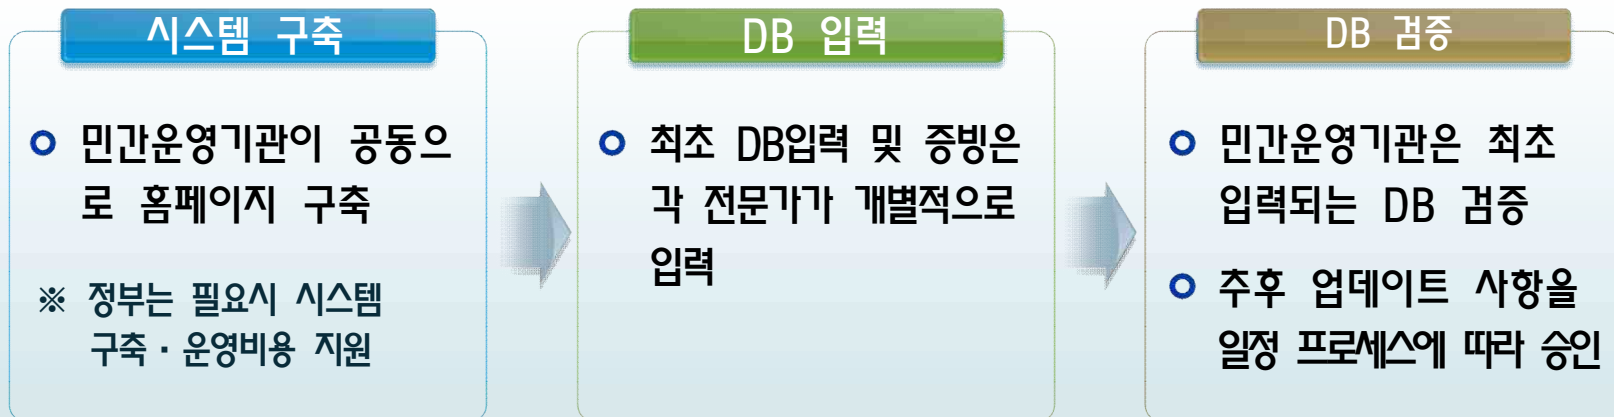 시스템 구축
민간운영기관이 공동으
로 홈페이지 구축
※ 정부는 필요시 시스템
구축·운영비용 지원
DB 입력
최초 DB입력 및 증빙은
각 전문가가 개별적으로
입력
DB 검증
민간운영기관은 최초
입력되는 DB 검증
추후 업데이트 사항을
일정 프로세스에 따라 승인